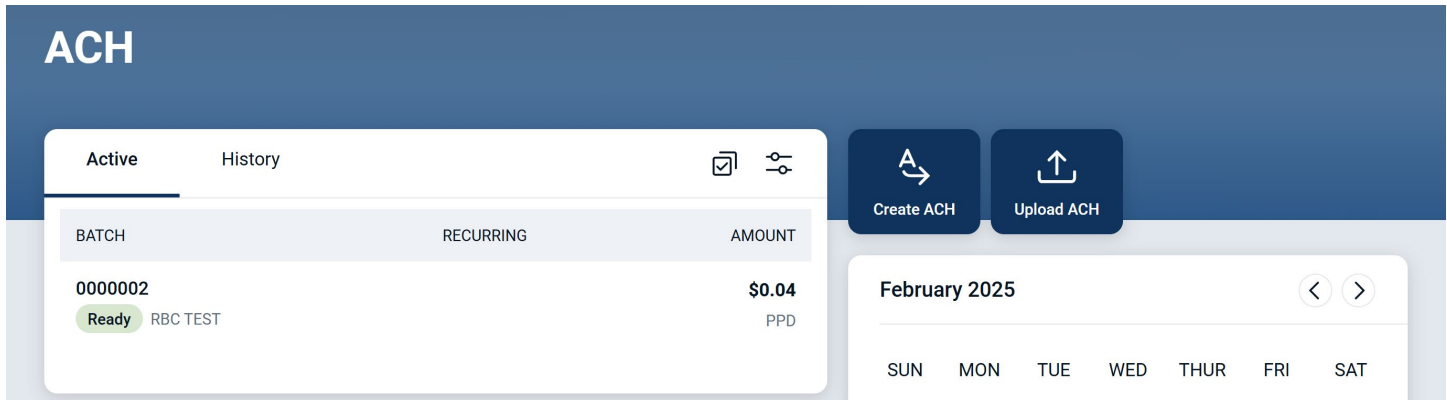 ACH
Active History
BATCH RECURRING AMOUNT
0000002 $0.04
Ready RBC TEST PPD
Create ACH Upload ACH
February 2025
SUN MON TUE WED THUR FRI SAT